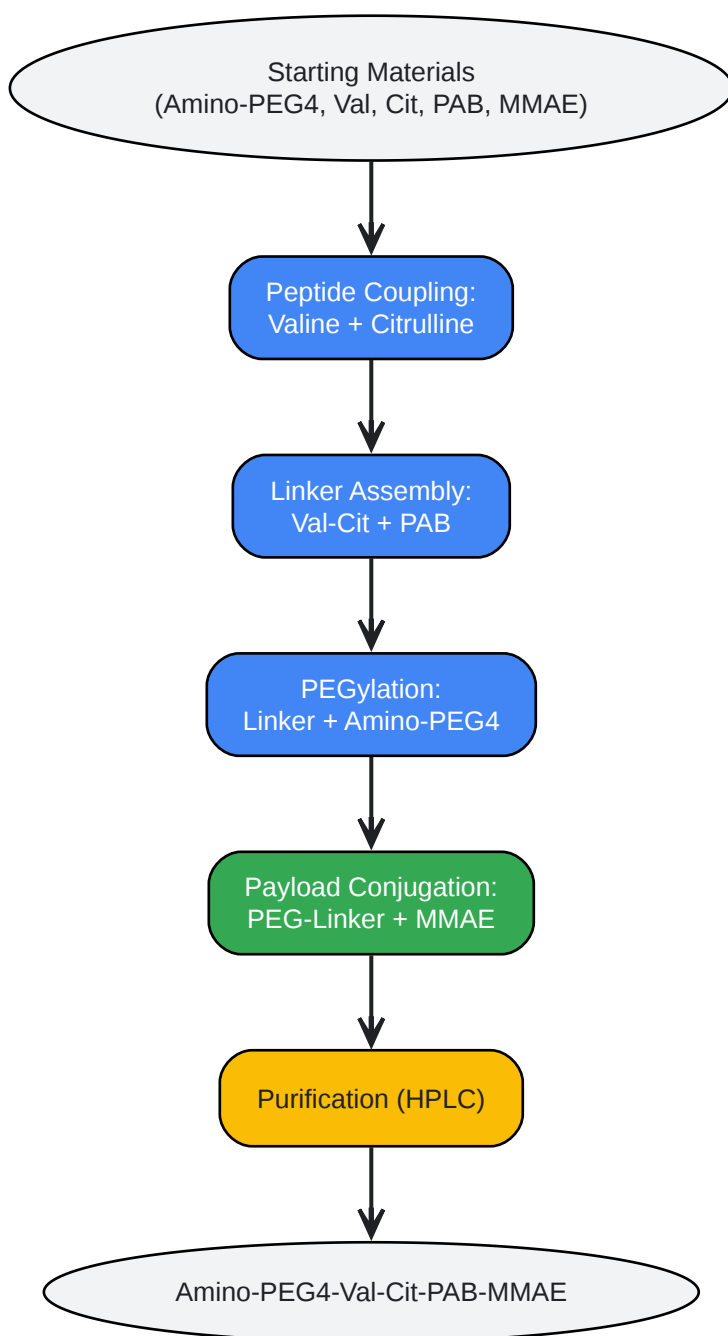 Starting Materials
(Amino-PEG4, Val, Cit, PAB, MMAE)
Peptide Coupling:
Valine + Citrulline
Linker Assembly:
Val-Cit + PAB
PEGylation:
Linker + Amino-PEG4
Payload Conjugation:
PEG-Linker + MMAE
Purification (HPLC)
Amino-PEG4-Val-Cit-PAB-MMAE